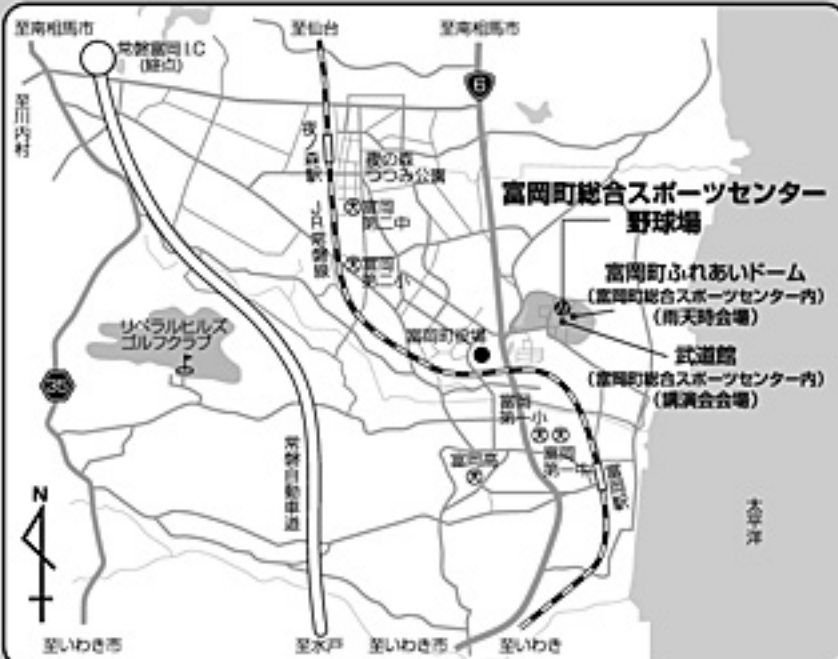 至南相馬市
至仙台
至南相馬市
常磐富岡IC
(終点)
6
至川内村
夜ノ森駅
夜の森
つつみ公園
JR常磐線
富岡
第二中
富岡
第二小
富岡町総合スポーツセンター
野球場
富岡町ふれあいドーム
(富岡町総合スポーツセンター内)
(雨天時会場)
リベラルヒルズ
ゴルフクラブ
富岡町役場
武道館
(富岡町総合スポーツセンター内)
(講演会会場)
35
富岡
第一小
富岡
第一中
富岡高
富岡駅
常磐自動車道
太平洋
N
至いわき市
至水戸
至いわき市
至いわき